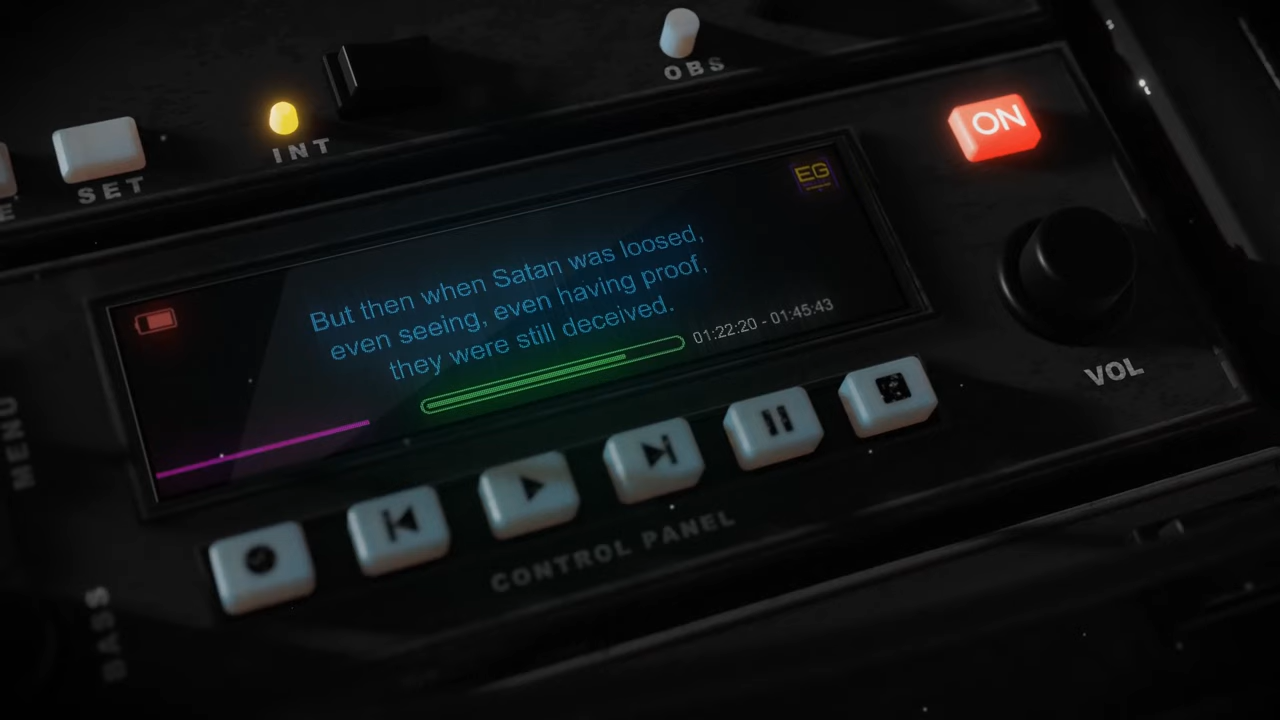 OBS
ON
INT
SET
E
EG
But then when Satan was loosed,
even seeing, even having proof,
they were still deceived.
01:22:20 - 01:45:43
VOL
MENU
CONTROL PANEL
BASS